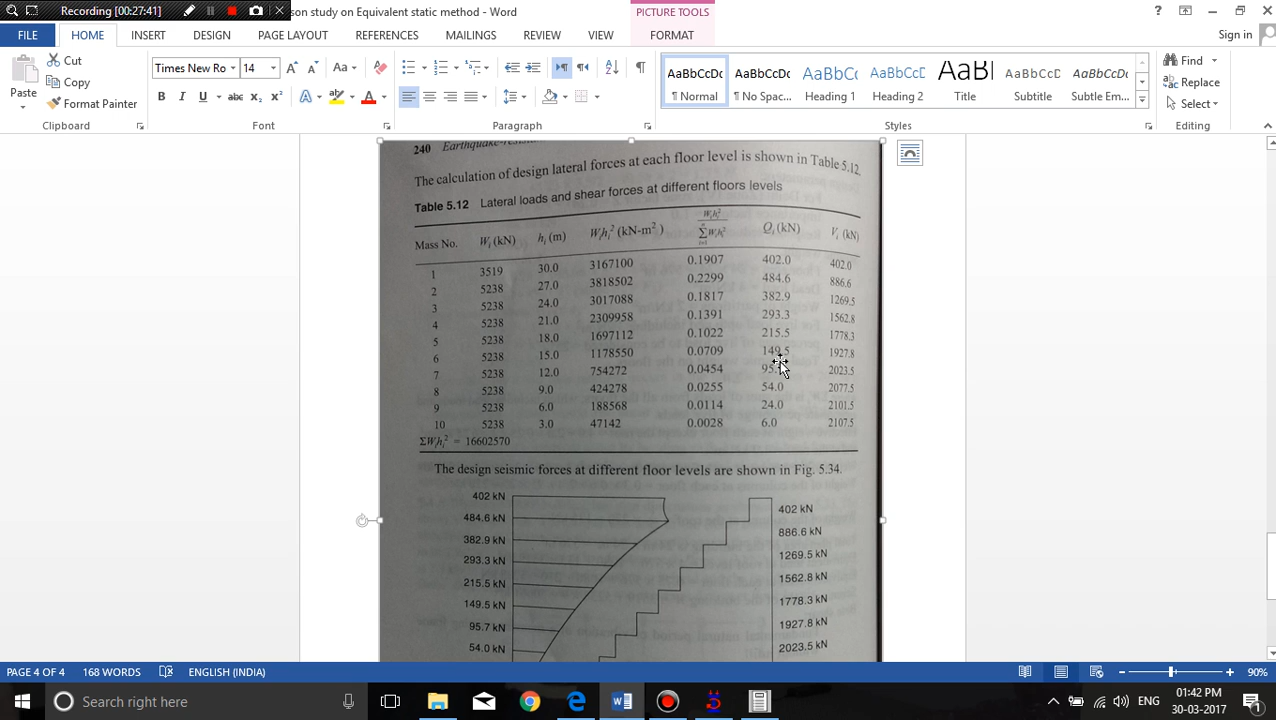 Recording [00:27:41]
son study on Equivalent static method - Word
PICTURE TOOLS
?
FILE HOME INSERT DESIGN PAGE LAYOUT REFERENCES MAILINGS REVIEW VIEW FORMAT
Sign in
Paste
Cut
Copy
Format Painter
Clipboard
Times New Ro 14
Font
Paragraph
AaBbCcDc AaBbCcDc AaBbCc AaBbCcC AaBl AaBbCcD AaBbCcDc
¶ Normal ¶ No Spac... Heading 1 Heading 2 Title Subtitle Subtle Em...
Styles
Find
Replace
Select
Editing
240
The calculation of design lateral forces at each floor level is shown in Table 5.12.
Table 5.12 Lateral loads and shear forces at different floors levels
Mass No. Wᵢ (kN) hᵢ (m) Wᵢhᵢ² (kN-m²) Wᵢhᵢ² / Σ Wᵢhᵢ² Qᵢ (kN) Vᵢ (kN)
1 3519 30.0 3167100 0.1907 402.0 402.0
2 5238 27.0 3818502 0.2299 484.6 886.6
3 5238 24.0 3017088 0.1817 382.9 1269.5
4 5238 21.0 2309958 0.1391 293.3 1562.8
5 5238 18.0 1697112 0.1022 215.5 1778.3
6 5238 15.0 1178550 0.0709 149.5 1927.8
7 5238 12.0 754272 0.0454 95. 2023.5
8 5238 9.0 424278 0.0255 54.0 2077.5
9 5238 6.0 188568 0.0114 24.0 2101.5
10 5238 3.0 47142 0.0028 6.0 2107.5
ΣWᵢhᵢ² = 16602570
The design seismic forces at different floor levels are shown in Fig. 5.34.
402 kN 402 kN
484.6 kN 886.6 kN
382.9 kN 1269.5 kN
293.3 kN 1562.8 kN
215.5 kN 1778.3 kN
149.5 kN 1927.8 kN
95.7 kN 2023.5 kN
54.0 kN
PAGE 4 OF 4 168 WORDS ENGLISH (INDIA)
90%
Search right here
ENG
01:42 PM
30-03-2017